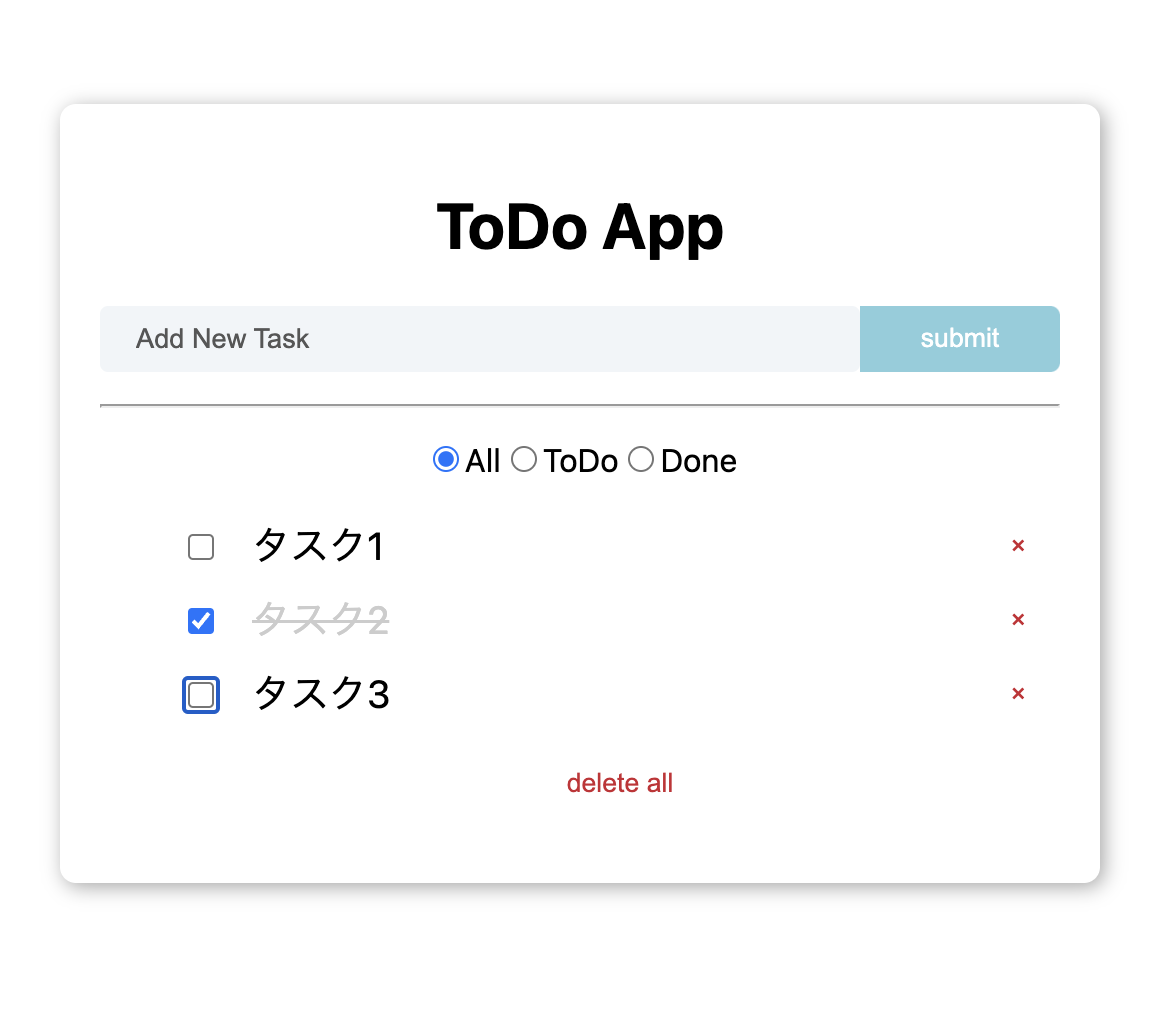 ToDo App
Add New Task submit
All ToDo Done
タスク1 ×
タスク2 ×
タスク3 ×
delete all